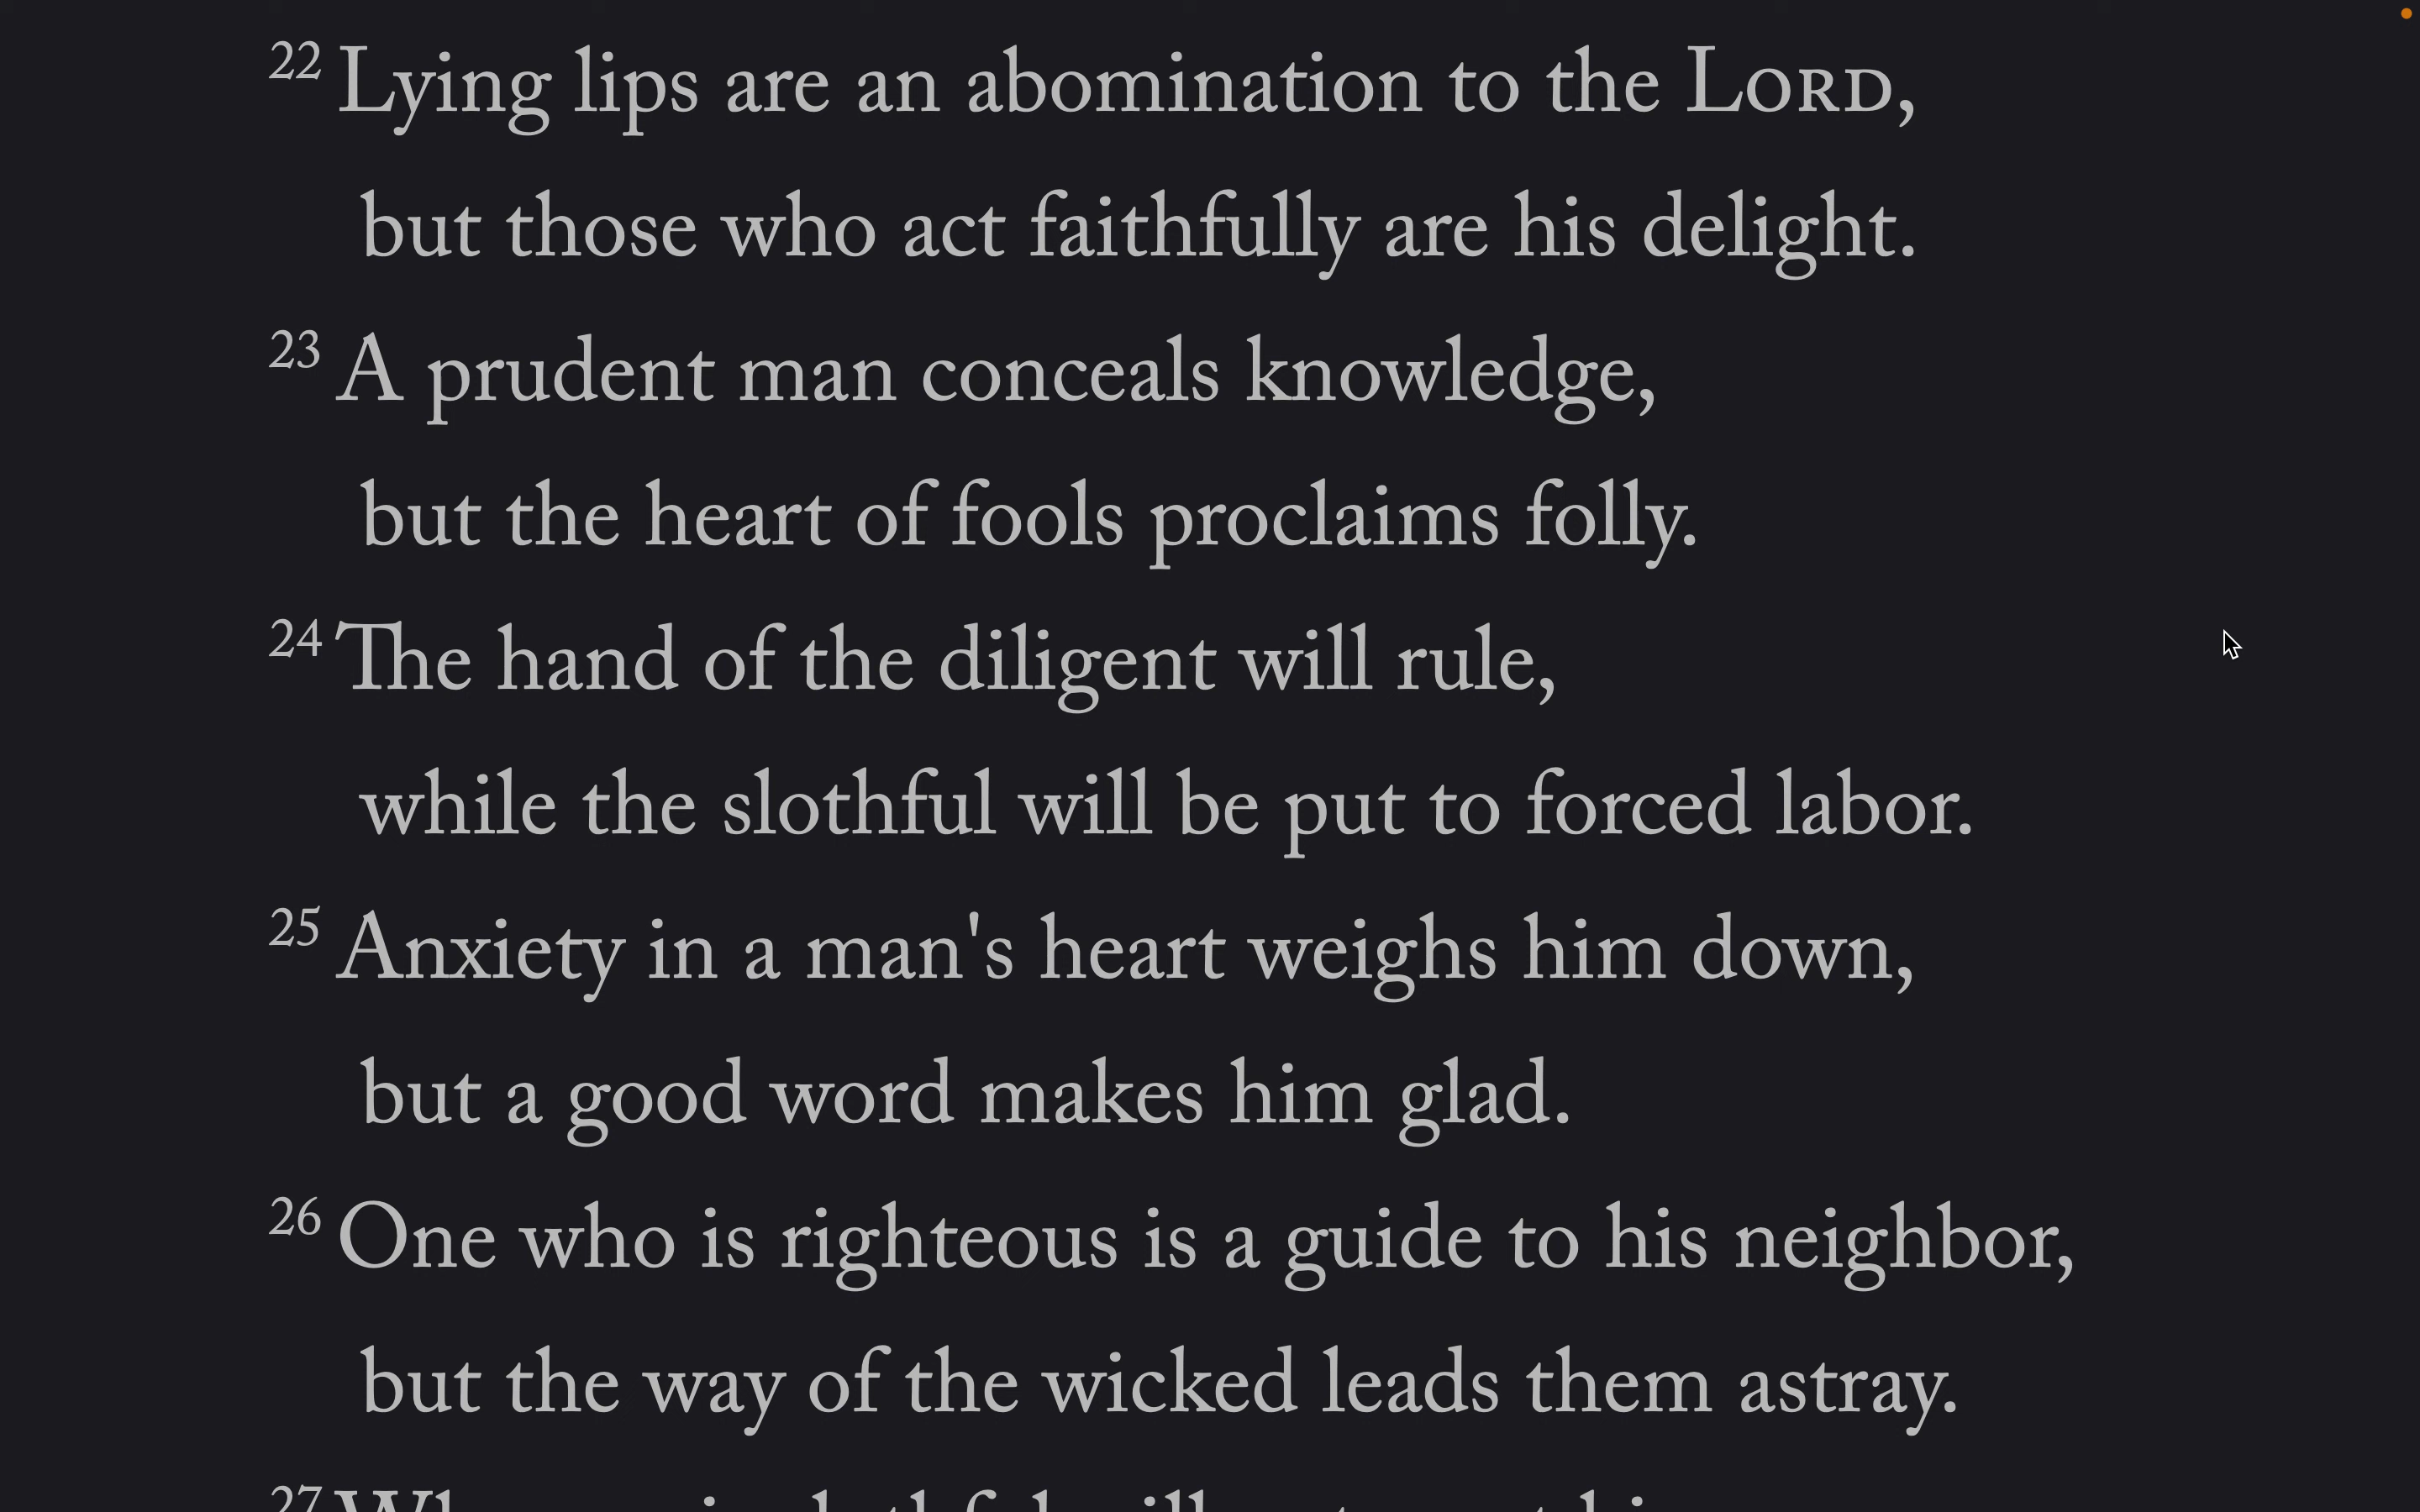 22 Lying lips are an abomination to the LORD,
but those who act faithfully are his delight.
23 A prudent man conceals knowledge,
but the heart of fools proclaims folly.
24 The hand of the diligent will rule,
while the slothful will be put to forced labor.
25 Anxiety in a man's heart weighs him down,
but a good word makes him glad.
26 One who is righteous is a guide to his neighbor,
but the way of the wicked leads them astray.
27